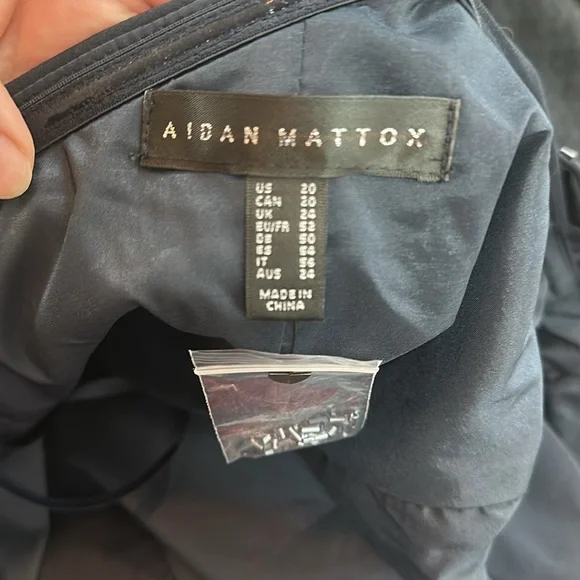 AIDAN MATTOX
US 20
CAN 20
UK 24
EU/FR 52
DE 50
ES 54
IT 56
AUS 24
MADE IN
CHINA